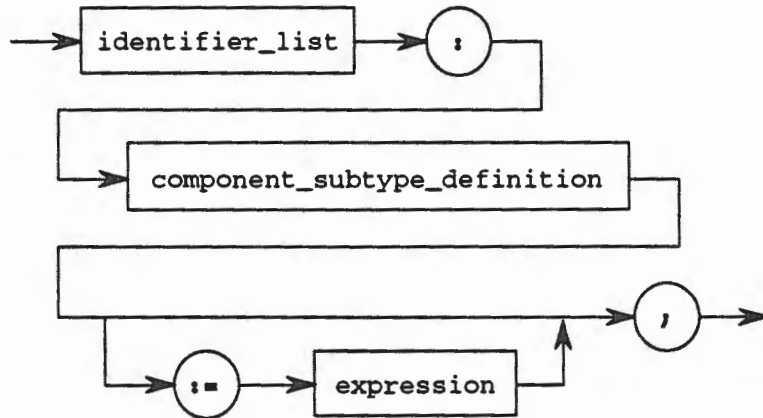 identifier_list :
component_subtype_definition
,
:= expression